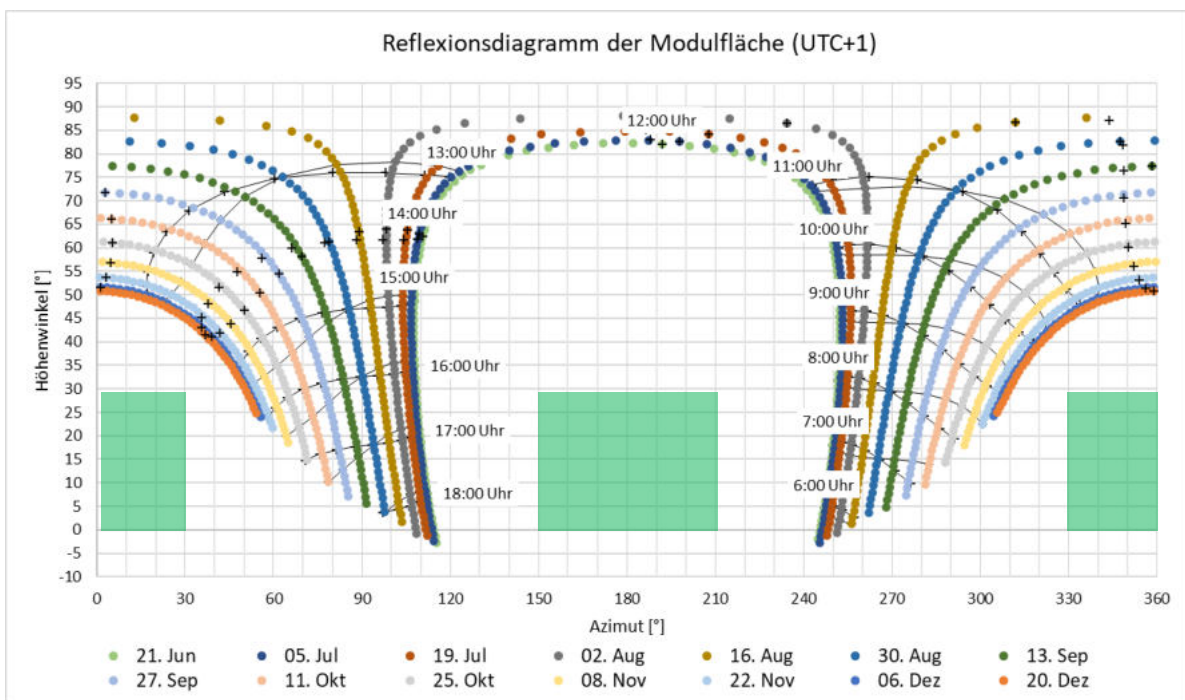 Reflexionsdiagramm der Modulfläche (UTC+1)
95
90
85
80
75
70
65
60
55
50
45
40
35
30
25
20
15
10
5
0
-5
-10
Höhenwinkel [°]
12:00 Uhr
13:00 Uhr
11:00 Uhr
14:00 Uhr
10:00 Uhr
15:00 Uhr
9:00 Uhr
16:00 Uhr
8:00 Uhr
17:00 Uhr
7:00 Uhr
18:00 Uhr
6:00 Uhr
0 30 60 90 120 150 180 210 240 270 300 330 360
Azimut [°]
21. Jun 05. Jul 19. Jul 02. Aug 16. Aug 30. Aug 13. Sep
27. Sep 11. Okt 25. Okt 08. Nov 22. Nov 06. Dez 20. Dez